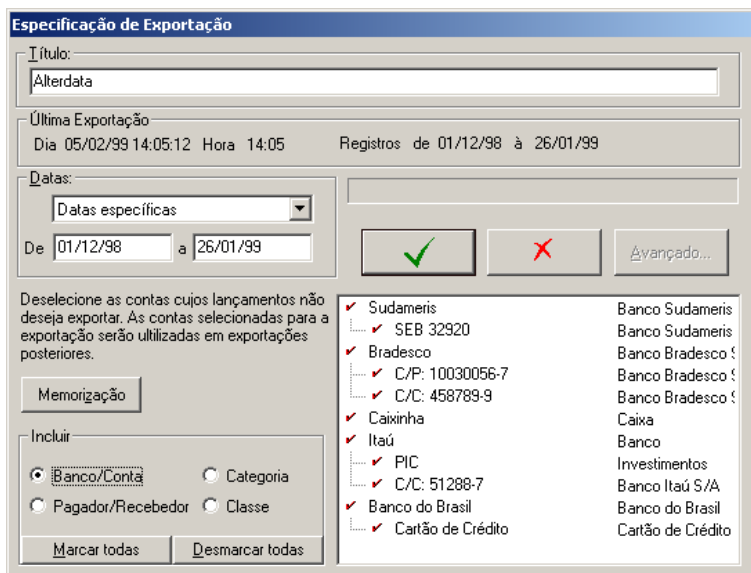 Especificação de Exportação
Título:
Alterdata
Última Exportação
Dia 05/02/99 14:05:12 Hora 14:05 Registros de 01/12/98 à 26/01/99
Datas:
Datas específicas
De 01/12/98 a 26/01/99
Avançado...
Deselecione as contas cujos lançamentos não
deseja exportar. As contas selecionadas para a
exportação serão ultilizadas em exportações
posteriores.
Memorização
Incluir
Banco/Conta Categoria
Pagador/Recebedor Classe
Marcar todas Desmarcar todas
Sudameris Banco Sudameris
SEB 32920 Banco Sudameris
Bradesco Banco Bradesco S
C/P: 10030056-7 Banco Bradesco S
C/C: 458789-9 Banco Bradesco S
Caixinha Caixa
Itaú Banco
PIC Investimentos
C/C: 51288-7 Banco Itaú S/A
Banco do Brasil Banco do Brasil
Cartão de Crédito Cartão de Crédito